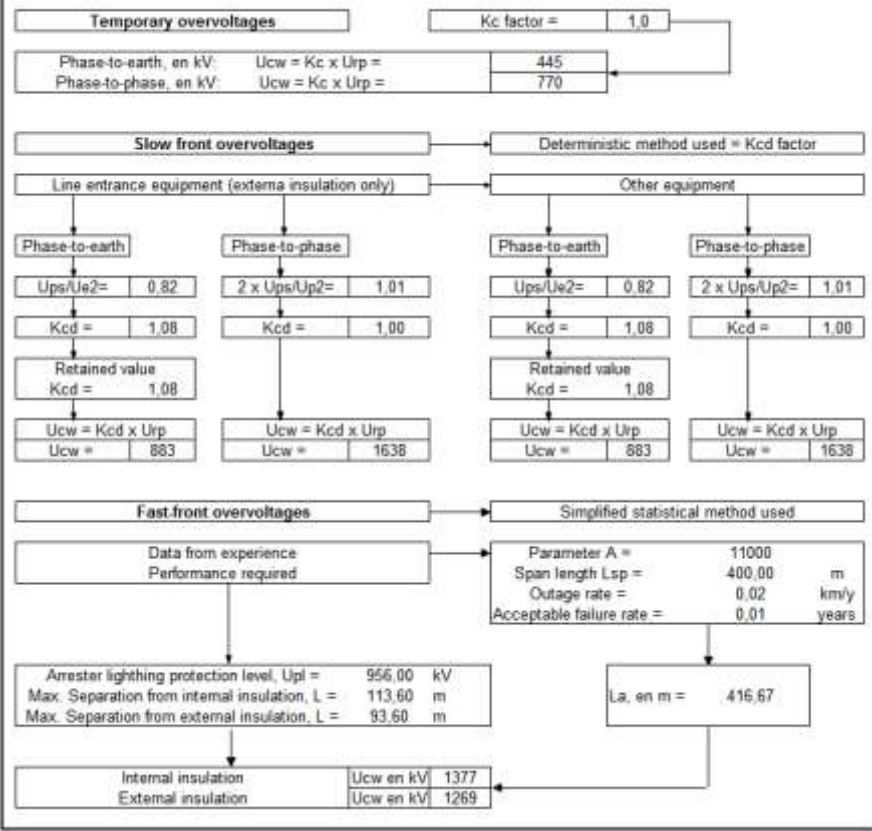 Temporary overvoltages Kc factor = 1,0
Phase-to-earth, en kV: Ucw = Kc x Urp = 445
Phase-to-phase, en kV: Ucw = Kc x Urp = 770
Slow front overvoltages Deterministic method used = Kcd factor
Line entrance equipment (externa insulation only) Other equipment
Phase-to-earth Phase-to-phase Phase-to-earth Phase-to-phase
Ups/Ue2= 0,82 2 x Ups/Up2= 1,01 Ups/Ue2= 0,82 2 x Ups/Up2= 1,01
Kcd = 1,08 Kcd = 1,00 Kcd = 1,08 Kcd = 1,00
Retained value Retained value
Kcd = 1,08 Kcd = 1,08
Ucw = Kcd x Urp Ucw = Kcd x Urp Ucw = Kcd x Urp Ucw = Kcd x Urp
Ucw = 883 Ucw = 1638 Ucw = 883 Ucw = 1638
Fast-front overvoltages Simplified statistical method used
Data from experience Parameter A = 11000
Performance required Span length Lsp = 400,00 m
Outage rate = 0,02 km/y
Acceptable failure rate = 0,01 years
Arrester lighthing protection level, Upl = 956,00 kV
Max. Separation from internal insulation, L = 113,60 m La, en m = 416,67
Max. Separation from external insulation, L = 93,60 m
Internal insulation Ucw en kV 1377
External insulation Ucw en kV 1269